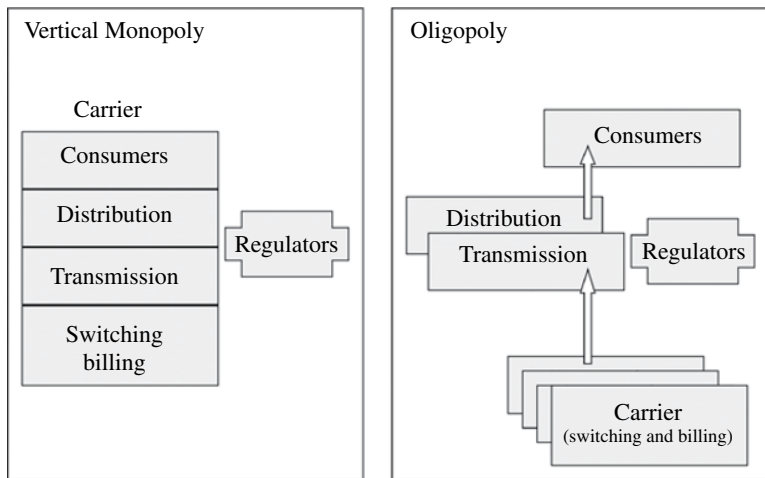 Vertical Monopoly
Carrier
Consumers
Distribution
Transmission
Switching
billing
Regulators
Oligopoly
Consumers
Distribution
Transmission
Regulators
Carrier
(switching and billing)